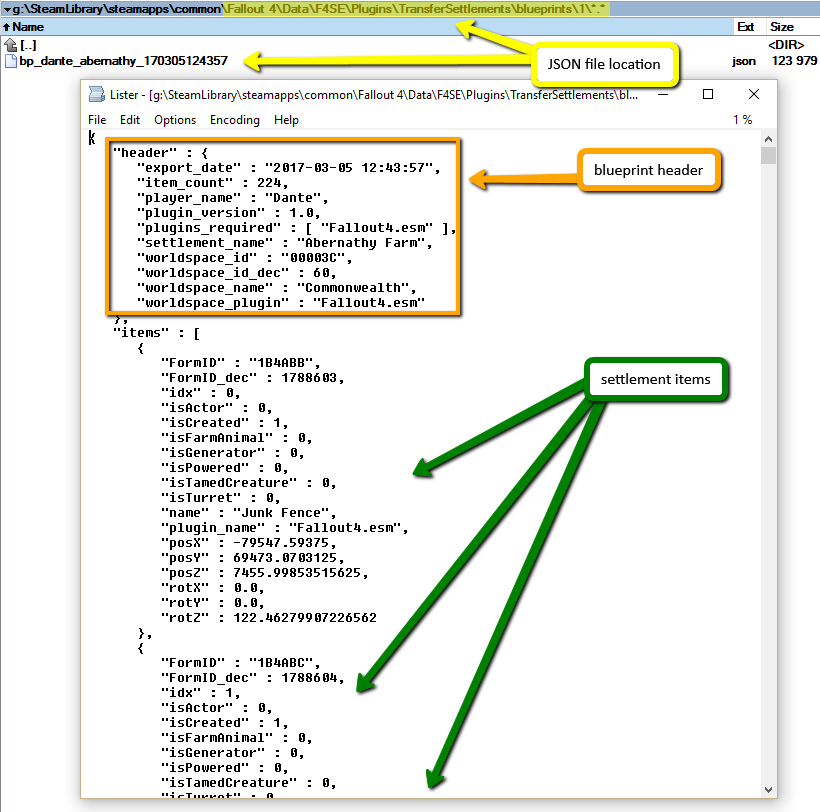 g:\SteamLibrary\steamapps\common\Fallout 4\Data\F4SE\Plugins\TransferSettlements\blueprints\1\*.*
Name Ext Size
[..] <DIR>
bp_dante_abernathy_170305124357 json 123 979
JSON file location
Lister - [g:\SteamLibrary\steamapps\common\Fallout 4\Data\F4SE\Plugins\TransferSettlements\bl...
File Edit Options Encoding Help 1 %
{
"header" : {
"export_date" : "2017-03-05 12:43:57",
"item_count" : 224,
"player_name" : "Dante",
"plugin_version" : 1.0,
"plugins_required" : [ "Fallout4.esm" ],
"settlement_name" : "Abernathy Farm",
"worldspace_id" : "00003C",
"worldspace_id_dec" : 60,
"worldspace_name" : "Commonwealth",
"worldspace_plugin" : "Fallout4.esm"
},
blueprint header
"items" : [
{
"FormID" : "1B4ABB",
"FormID_dec" : 1788603,
"idx" : 0,
"isActor" : 0,
"isCreated" : 1,
"isFarmAnimal" : 0,
"isGenerator" : 0,
"isPowered" : 0,
"isTamedCreature" : 0,
"isTurret" : 0,
"name" : "Junk Fence",
"plugin_name" : "Fallout4.esm",
"posX" : -79547.59375,
"posY" : 69473.0703125,
"posZ" : 7455.99853515625,
"rotX" : 0.0,
"rotY" : 0.0,
"rotZ" : 122.46279907226562
},
settlement items
{
"FormID" : "1B4ABC",
"FormID_dec" : 1788604,
"idx" : 1,
"isActor" : 0,
"isCreated" : 1,
"isFarmAnimal" : 0,
"isGenerator" : 0,
"isPowered" : 0,
"isTamedCreature" : 0,
"isTurret" : 0